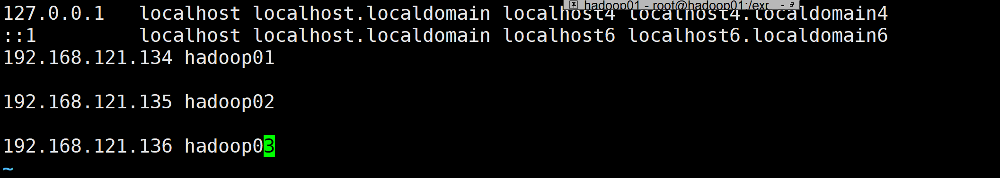 hadoop01 - root@hadoop01:/exp
127.0.0.1   localhost localhost.localdomain localhost4 localhost4.localdomain4
::1         localhost localhost.localdomain localhost6 localhost6.localdomain6
192.168.121.134 hadoop01
192.168.121.135 hadoop02
192.168.121.136 hadoop03
~